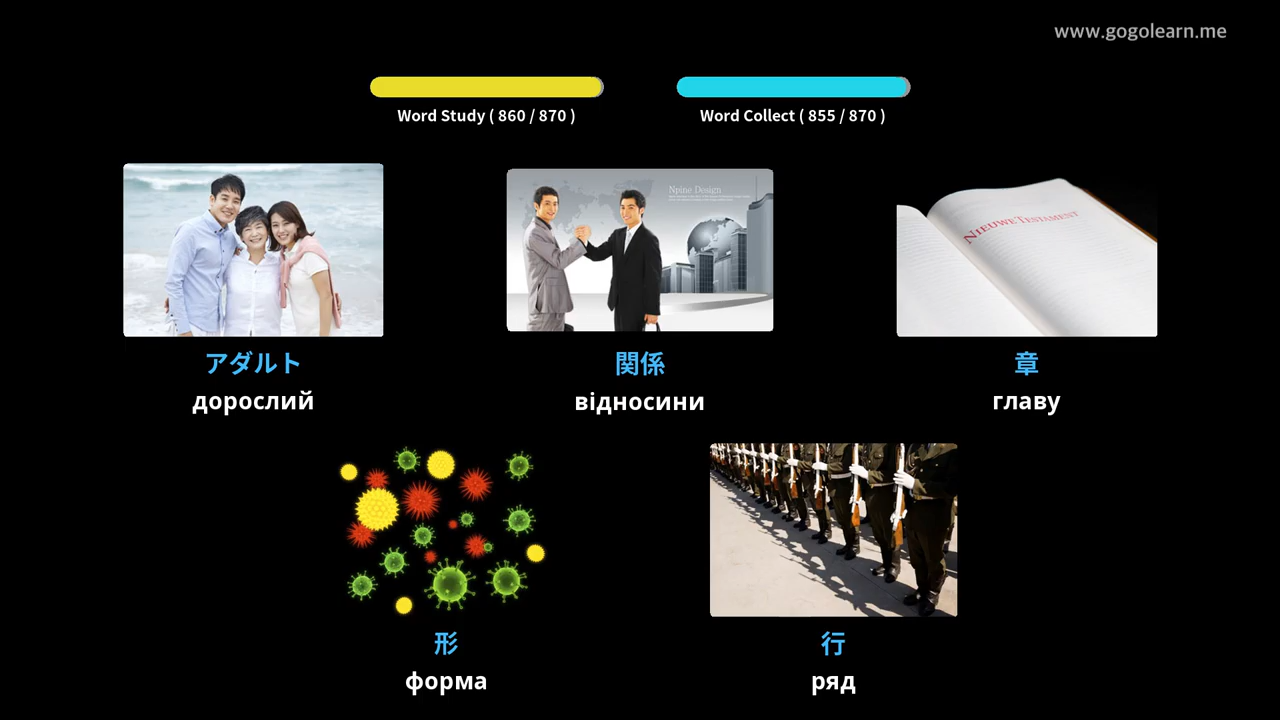 www.gogolearn.me
Word Study ( 860 / 870 )
Word Collect ( 855 / 870 )
Npine Design
NIEUWE TESTAMENT
アダルト
関係
章
дорослий
відносини
главу
形
行
форма
ряд